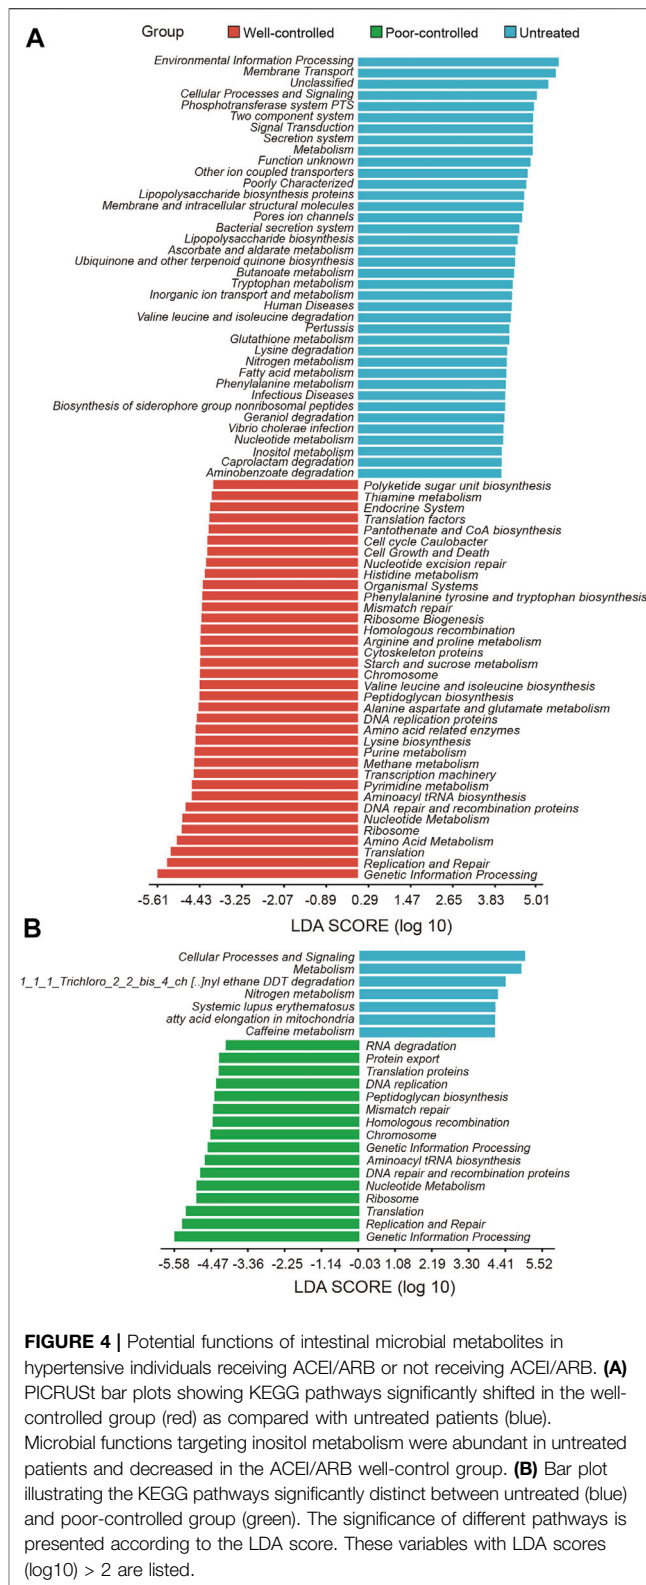 A
Group
Well-controlled
Poor-controlled
Untreated
Environmental Information Processing
Membrane Transport
Unclassified
Cellular Processes and Signaling
Phosphotransferase system PTS
Two component system
Signal Transduction
Secretion system
Metabolism
Function unknown
Other ion coupled transporters
Poorly Characterized
Lipopolysaccharide biosynthesis proteins
Membrane and intracellular structural molecules
Pores ion channels
Bacterial secretion system
Lipopolysaccharide biosynthesis
Ascorbate and aldarate metabolism
Ubiquinone and other terpenoid quinone biosynthesis
Butanoate metabolism
Tryptophan metabolism
Inorganic ion transport and metabolism
Human Diseases
Valine leucine and isoleucine degradation
Pertussis
Glutathione metabolism
Lysine degradation
Nitrogen metabolism
Fatty acid metabolism
Phenylalanine metabolism
Infectious Diseases
Biosynthesis of siderophore group nonribosomal peptides
Geraniol degradation
Vibrio cholerae infection
Nucleotide metabolism
Inositol metabolism
Caprolactam degradation
Aminobenzoate degradation
Polyketide sugar unit biosynthesis
Thiamine metabolism
Endocrine System
Translation factors
Pantothenate and CoA biosynthesis
Cell cycle Caulobacter
Cell Growth and Death
Nucleotide excision repair
Histidine metabolism
Organismal Systems
Phenylalanine tyrosine and tryptophan biosynthesis
Mismatch repair
Ribosome Biogenesis
Homologous recombination
Arginine and proline metabolism
Cytoskeleton proteins
Starch and sucrose metabolism
Chromosome
Valine leucine and isoleucine biosynthesis
Peptidoglycan biosynthesis
Alanine aspartate and glutamate metabolism
DNA replication proteins
Amino acid related enzymes
Lysine biosynthesis
Purine metabolism
Methane metabolism
Transcription machinery
Pyrimidine metabolism
Aminoacyl tRNA biosynthesis
DNA repair and recombination proteins
Nucleotide Metabolism
Ribosome
Amino Acid Metabolism
Translation
Replication and Repair
Genetic Information Processing
-5.61 -4.43 -3.25 -2.07 -0.89 0.29 1.47 2.65 3.83 5.01
LDA SCORE (log 10)
B
Cellular Processes and Signaling
Metabolism
1_1_1_Trichloro_2_2_bis_4_ch [..]nyl ethane DDT degradation
Nitrogen metabolism
Systemic lupus erythematosus
atty acid elongation in mitochondria
Caffeine metabolism
RNA degradation
Protein export
Translation proteins
DNA replication
Peptidoglycan biosynthesis
Mismatch repair
Homologous recombination
Chromosome
Genetic Information Processing
Aminoacyl tRNA biosynthesis
DNA repair and recombination proteins
Nucleotide Metabolism
Ribosome
Translation
Replication and Repair
Genetic Information Processing
-5.58 -4.47 -3.36 -2.25 -1.14 -0.03 1.08 2.19 3.30 4.41 5.52
LDA SCORE (log 10)
FIGURE 4 | Potential functions of intestinal microbial metabolites in
hypertensive individuals receiving ACEI/ARB or not receiving ACEI/ARB. (A)
PICRUSt bar plots showing KEGG pathways significantly shifted in the well-
controlled group (red) as compared with untreated patients (blue).
Microbial functions targeting inositol metabolism were abundant in untreated
patients and decreased in the ACEI/ARB well-control group. (B) Bar plot
illustrating the KEGG pathways significantly distinct between untreated (blue)
and poor-controlled group (green). The significance of different pathways is
presented according to the LDA score. These variables with LDA scores
(log10) > 2 are listed.